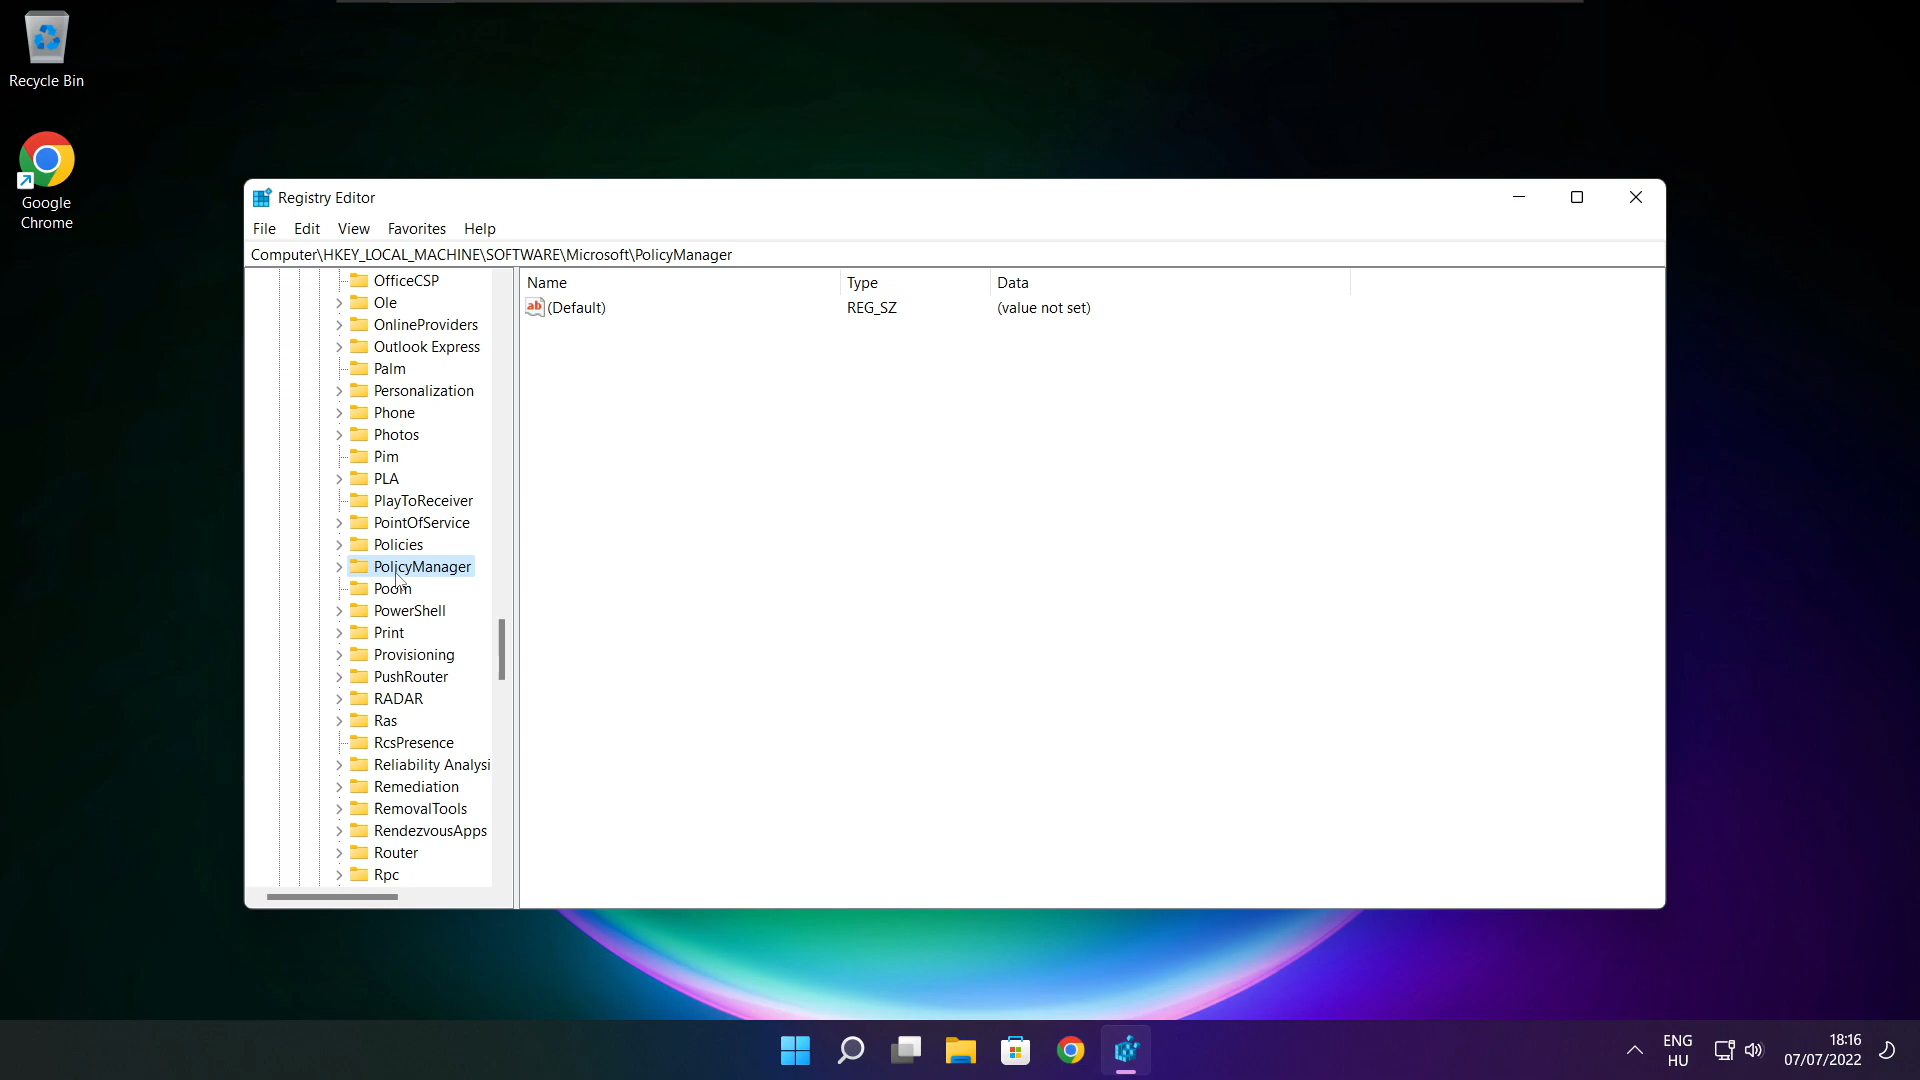 Recycle Bin
Google
Chrome
Registry Editor
File Edit View Favorites Help
Computer\HKEY_LOCAL_MACHINE\SOFTWARE\Microsoft\PolicyManager
OfficeCSP
Ole
OnlineProviders
Outlook Express
Palm
Personalization
Phone
Photos
Pim
PLA
PlayToReceiver
PointOfService
Policies
PolicyManager
Poom
PowerShell
Print
Provisioning
PushRouter
RADAR
Ras
RcsPresence
Reliability Analysi
Remediation
RemovalTools
RendezvousApps
Router
Rpc
Name Type Data
ab (Default) REG_SZ (value not set)
ENG
HU
18:16
07/07/2022